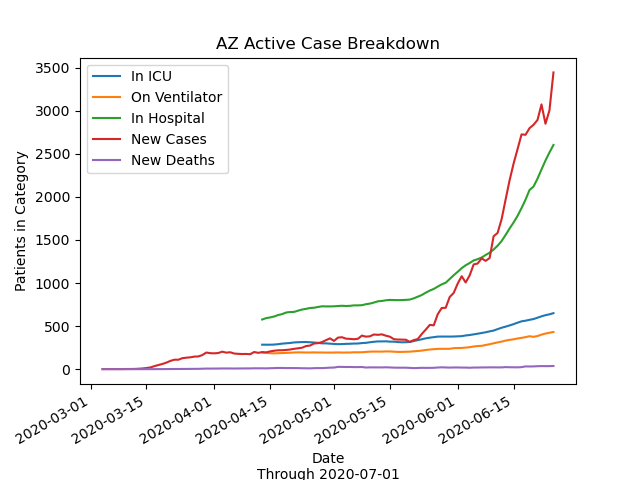 AZ Active Case Breakdown
In ICU
On Ventilator
In Hospital
New Cases
New Deaths
Patients in Category
3500
3000
2500
2000
1500
1000
500
0
2020-03-01
2020-03-15
2020-04-01
2020-04-15
2020-05-01
2020-05-15
2020-06-01
2020-06-15
Date
Through 2020-07-01